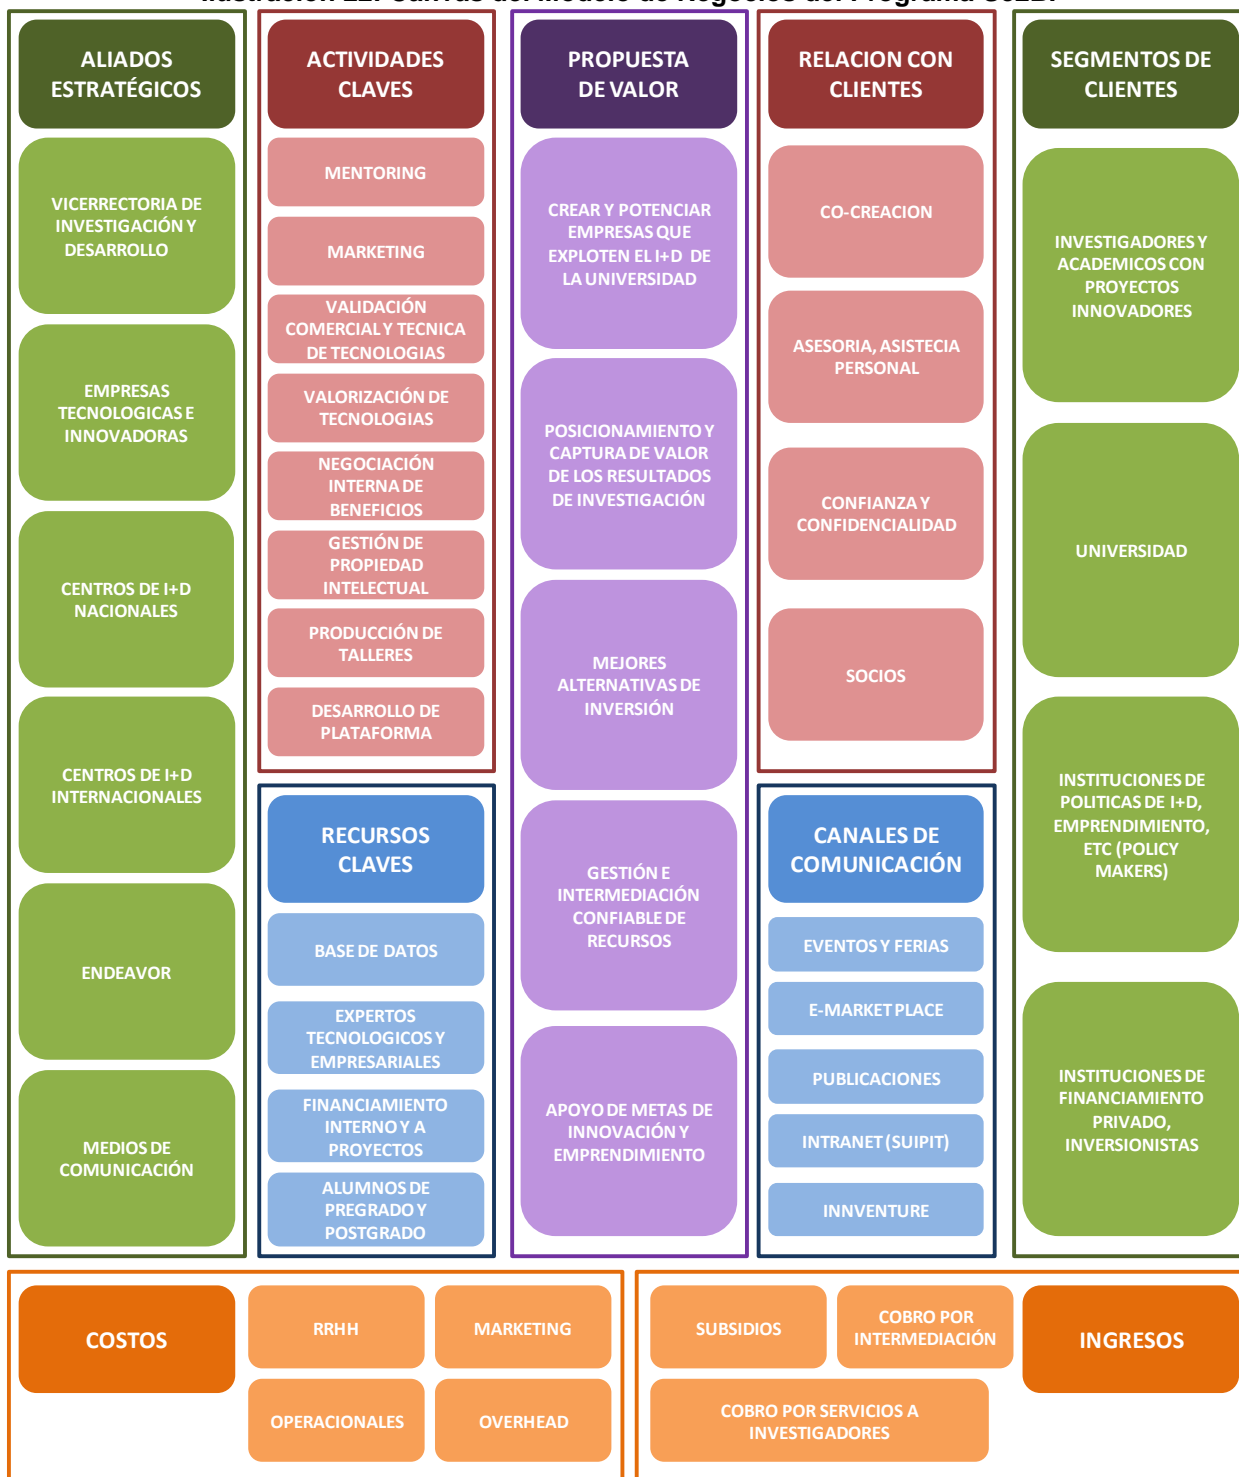 ALIADOS
ESTRATÉGICOS
VICERRECTORIA DE
INVESTIGACIÓN Y
DESARROLLO
EMPRESAS
TECNOLOGICAS E
INNOVADORAS
CENTROS DE I+D
NACIONALES
CENTROS DE I+D
INTERNACIONALES
ENDEAVOR
MEDIOS DE
COMUNICACIÓN
ACTIVIDADES
CLAVES
MENTORING
MARKETING
VALIDACIÓN
COMERCIAL Y TECNICA
DE TECNOLOGIAS
VALORIZACIÓN DE
TECNOLOGIAS
NEGOCIACIÓN
INTERNA DE
BENEFICIOS
GESTIÓN DE
PROPIEDAD
INTELECTUAL
PRODUCCIÓN DE
TALLERES
DESARROLLO DE
PLATAFORMA
RECURSOS
CLAVES
BASE DE DATOS
EXPERTOS
TECNOLOGICOS Y
EMPRESARIALES
FINANCIAMIENTO
INTERNO Y A
PROYECTOS
ALUMNOS DE
PREGRADO Y
POSTGRADO
PROPUESTA
DE VALOR
CREAR Y POTENCIAR
EMPRESAS QUE
EXPLOTEN EL I+D DE
LA UNIVERSIDAD
POSICIONAMIENTO Y
CAPTURA DE VALOR
DE LOS RESULTADOS
DE INVESTIGACIÓN
MEJORES
ALTERNATIVAS DE
INVERSIÓN
GESTIÓN E
INTERMEDIACIÓN
CONFIABLE DE
RECURSOS
APOYO DE METAS DE
INNOVACIÓN Y
EMPRENDIMIENTO
RELACION CON
CLIENTES
CO-CREACION
ASESORIA, ASISTECIA
PERSONAL
CONFIANZA Y
CONFIDENCIALIDAD
SOCIOS
CANALES DE
COMUNICACIÓN
EVENTOS Y FERIAS
E-MARKET PLACE
PUBLICACIONES
INTRANET (SUIPIT)
INNVENTURE
SEGMENTOS DE
CLIENTES
INVESTIGADORES Y
ACADEMICOS CON
PROYECTOS
INNOVADORES
UNIVERSIDAD
INSTITUCIONES DE
POLITICAS DE I+D,
EMPRENDIMIENTO,
ETC (POLICY
MAKERS)
INSTITUCIONES DE
FINANCIAMIENTO
PRIVADO,
INVERSIONISTAS
COSTOS
RRHH
MARKETING
OPERACIONALES
OVERHEAD
SUBSIDIOS
COBRO POR
INTERMEDIACIÓN
COBRO POR SERVICIOS A
INVESTIGADORES
INGRESOS